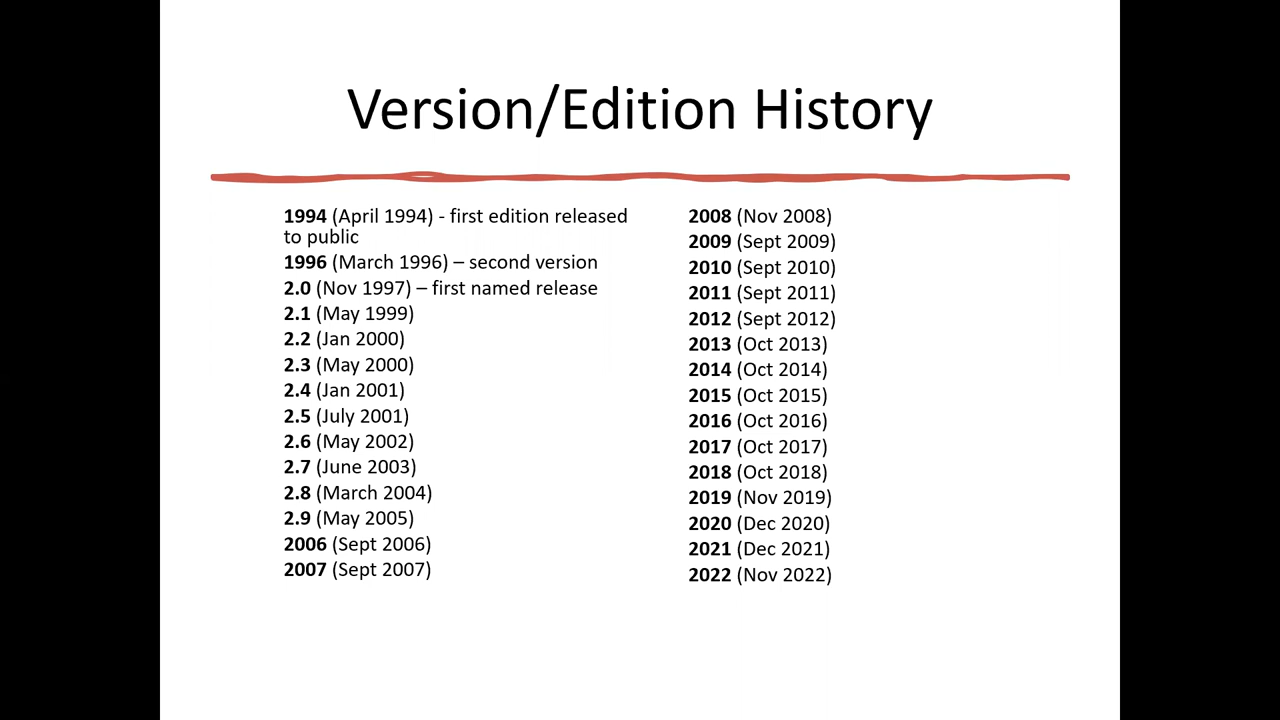 Version/Edition History
1994 (April 1994) - first edition released
to public
1996 (March 1996) – second version
2.0 (Nov 1997) – first named release
2.1 (May 1999)
2.2 (Jan 2000)
2.3 (May 2000)
2.4 (Jan 2001)
2.5 (July 2001)
2.6 (May 2002)
2.7 (June 2003)
2.8 (March 2004)
2.9 (May 2005)
2006 (Sept 2006)
2007 (Sept 2007)
2008 (Nov 2008)
2009 (Sept 2009)
2010 (Sept 2010)
2011 (Sept 2011)
2012 (Sept 2012)
2013 (Oct 2013)
2014 (Oct 2014)
2015 (Oct 2015)
2016 (Oct 2016)
2017 (Oct 2017)
2018 (Oct 2018)
2019 (Nov 2019)
2020 (Dec 2020)
2021 (Dec 2021)
2022 (Nov 2022)